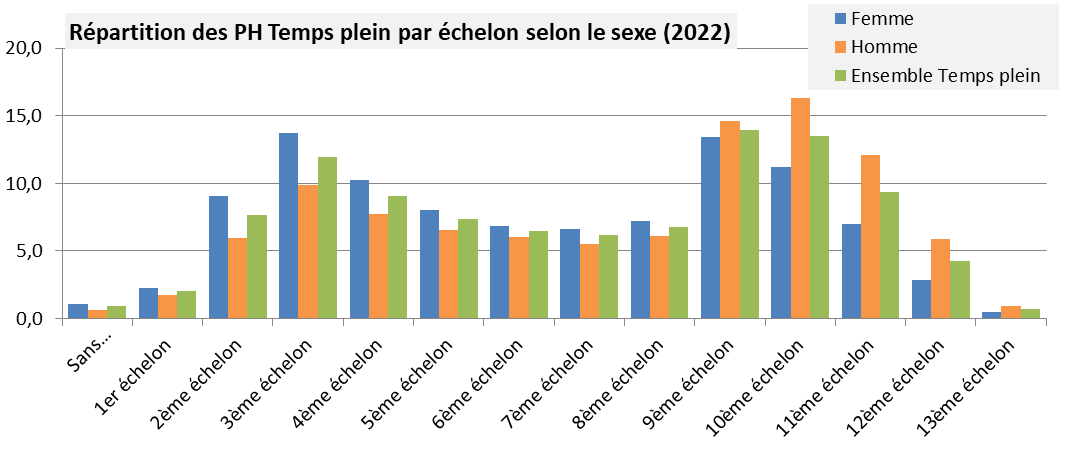 Répartition des PH Temps plein par échelon selon le sexe (2022)
Femme
Homme
Ensemble Temps plein
20,0
15,0
10,0
5,0
0,0
Sans...
1er échelon
2ème échelon
3ème échelon
4ème échelon
5ème échelon
6ème échelon
7ème échelon
8ème échelon
9ème échelon
10ème échelon
11ème échelon
12ème échelon
13ème échelon